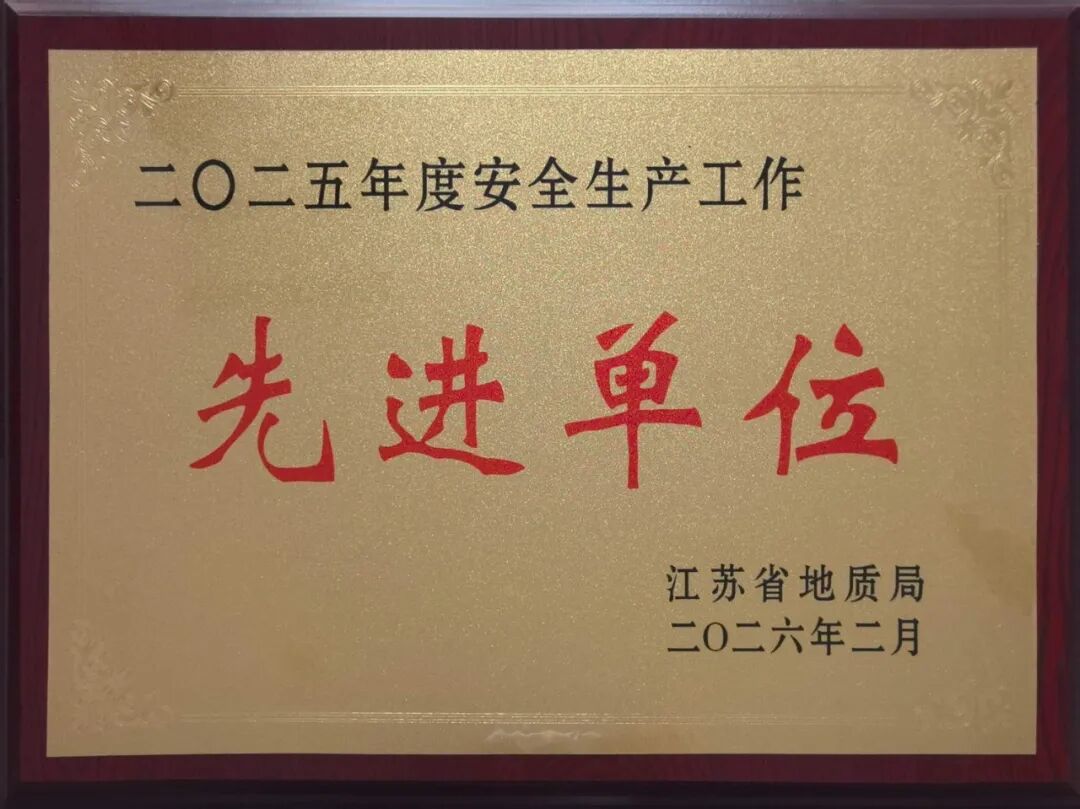 二〇二五年度安全生产工作
先进单位
江苏省地质局
二〇二六年二月